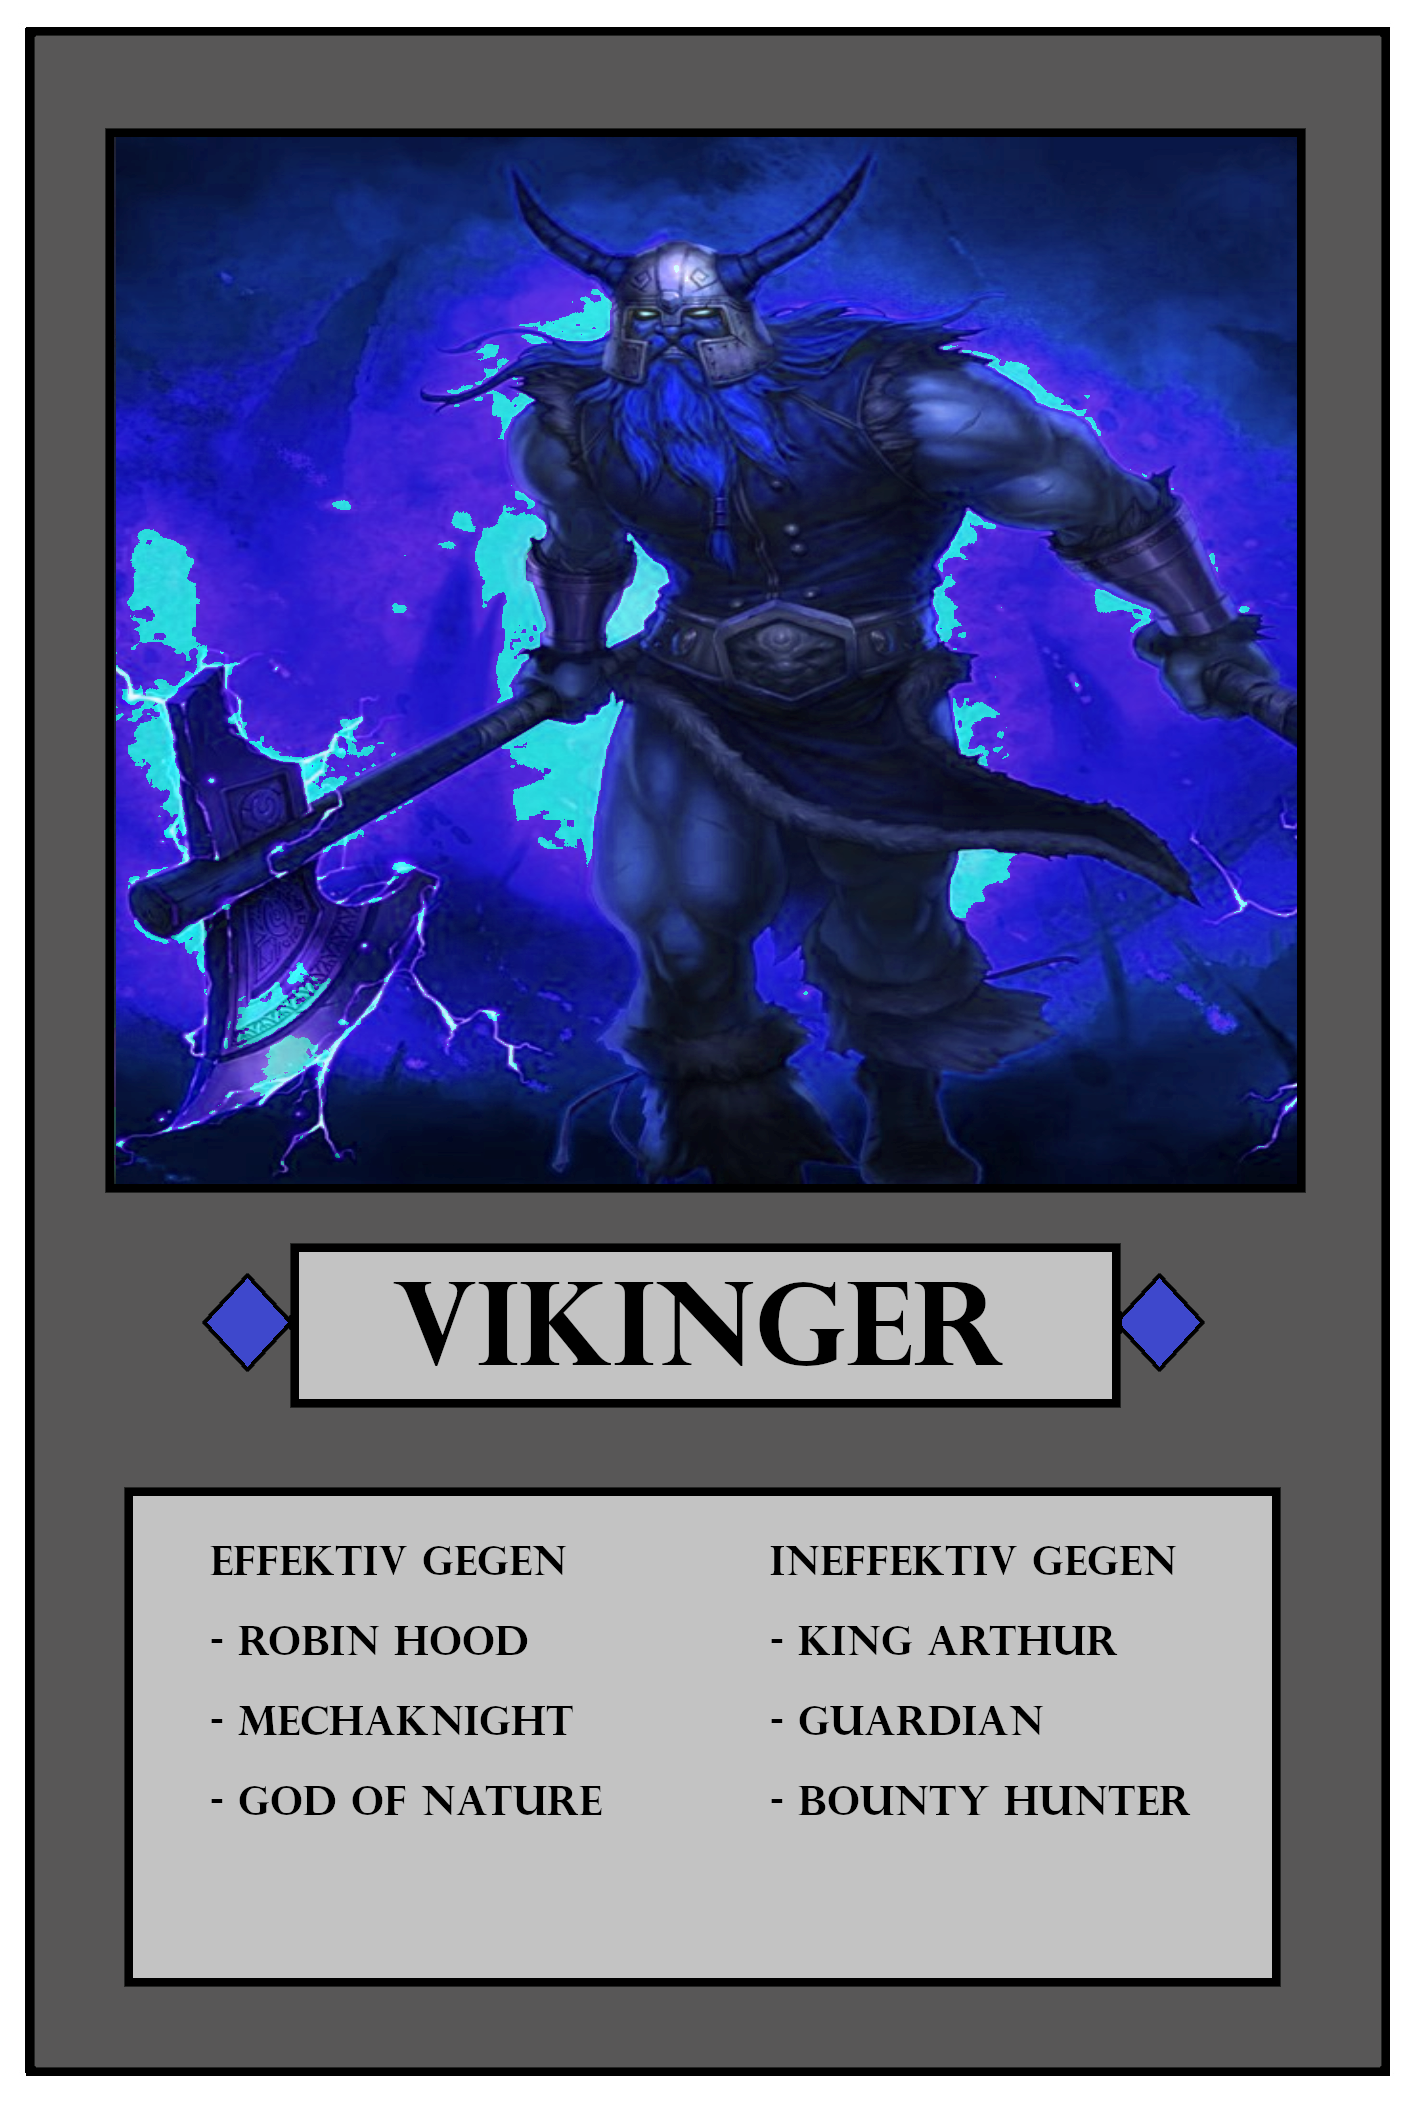 VIKINGER
EFFEKTIV GEGEN
- ROBIN HOOD
- MECHAKNIGHT
- GOD OF NATURE
INEFFEKTIV GEGEN
- KING ARTHUR
- GUARDIAN
- BOUNTY HUNTER